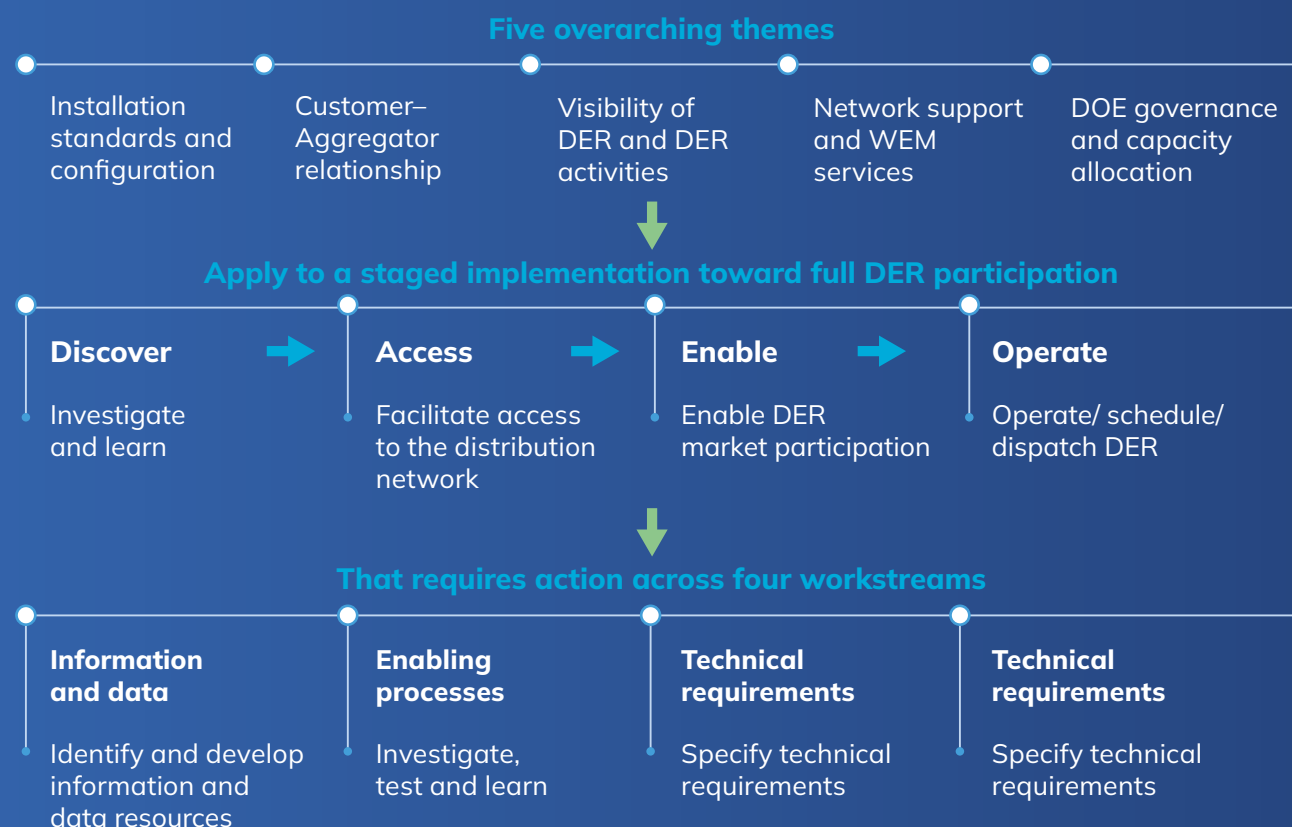 Five overarching themes
Installation
standards and
configuration
Customer–
Aggregator
relationship
Visibility of
DER and DER
activities
Network support
and WEM
services
DOE governance
and capacity
allocation
Apply to a staged implementation toward full DER participation
Discover
Investigate
and learn
Access
Facilitate access
to the distribution
network
Enable
Enable DER
market participation
Operate
Operate/ schedule/
dispatch DER
That requires action across four workstreams
Information
and data
Identify and develop
information and
data resources
Enabling
processes
Investigate,
test and learn
Technical
requirements
Specify technical
requirements
Technical
requirements
Specify technical
requirements